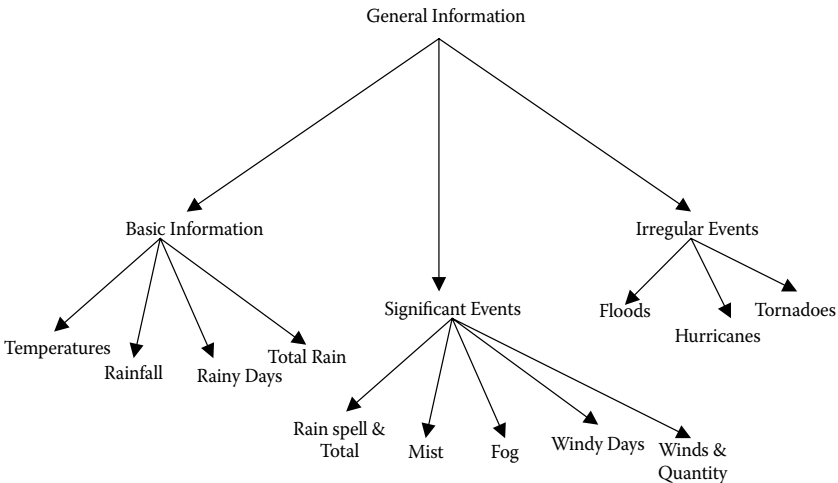 General Information
Basic Information
Irregular Events
Significant Events
Floods
Tornadoes
Hurricanes
Temperatures
Rainfall
Rainy Days
Total Rain
Rain spell &
Total
Mist
Fog
Windy Days
Winds &
Quantity